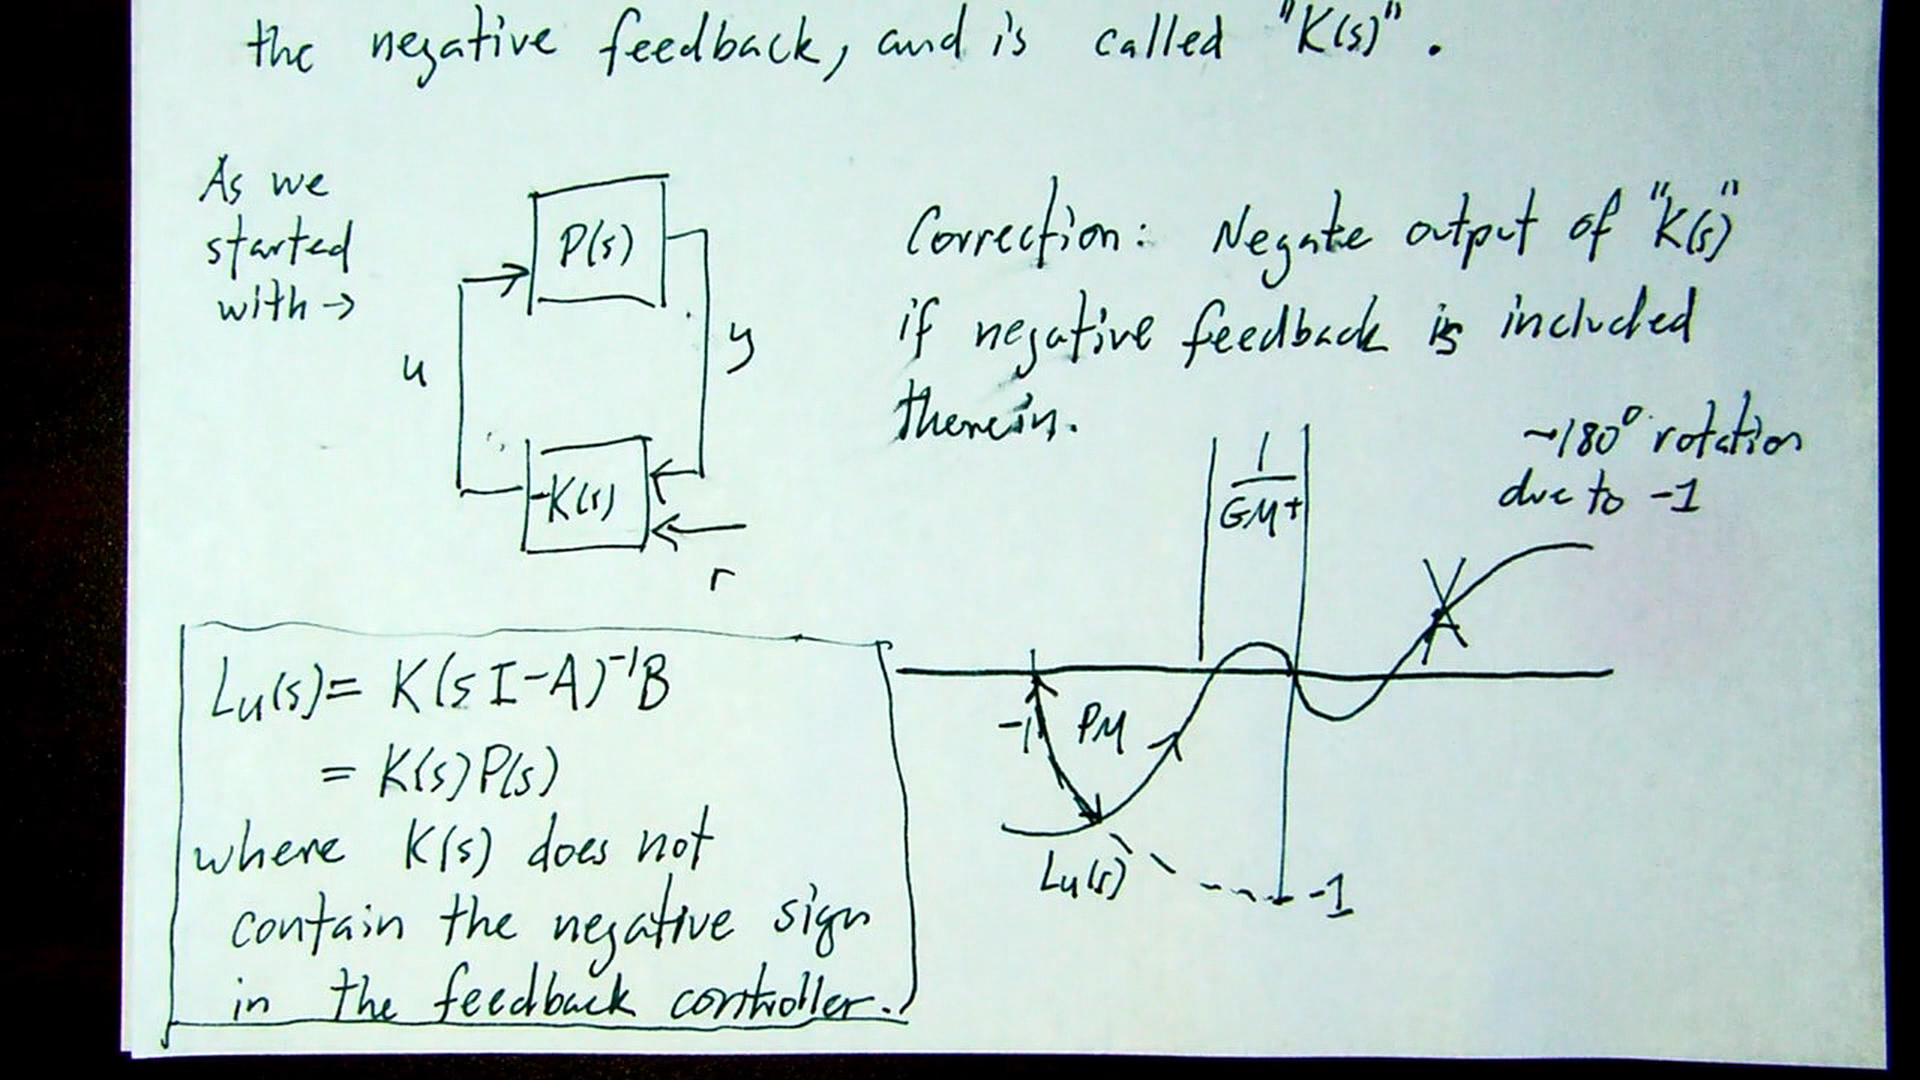 the negative feedback, and is called "K(s)".
As we
started
with →
P(s)
u
y
-K(s)
r
Correction: Negate output of "K(s)"
if negative feedback is included
therein.
~180° rotation
due to -1
1
GM+
-1
PM
Lu(s)
-1
Lu(s)= K(sI-A)⁻¹B
= K(s)P(s)
where K(s) does not
contain the negative sign
in the feedback controller.